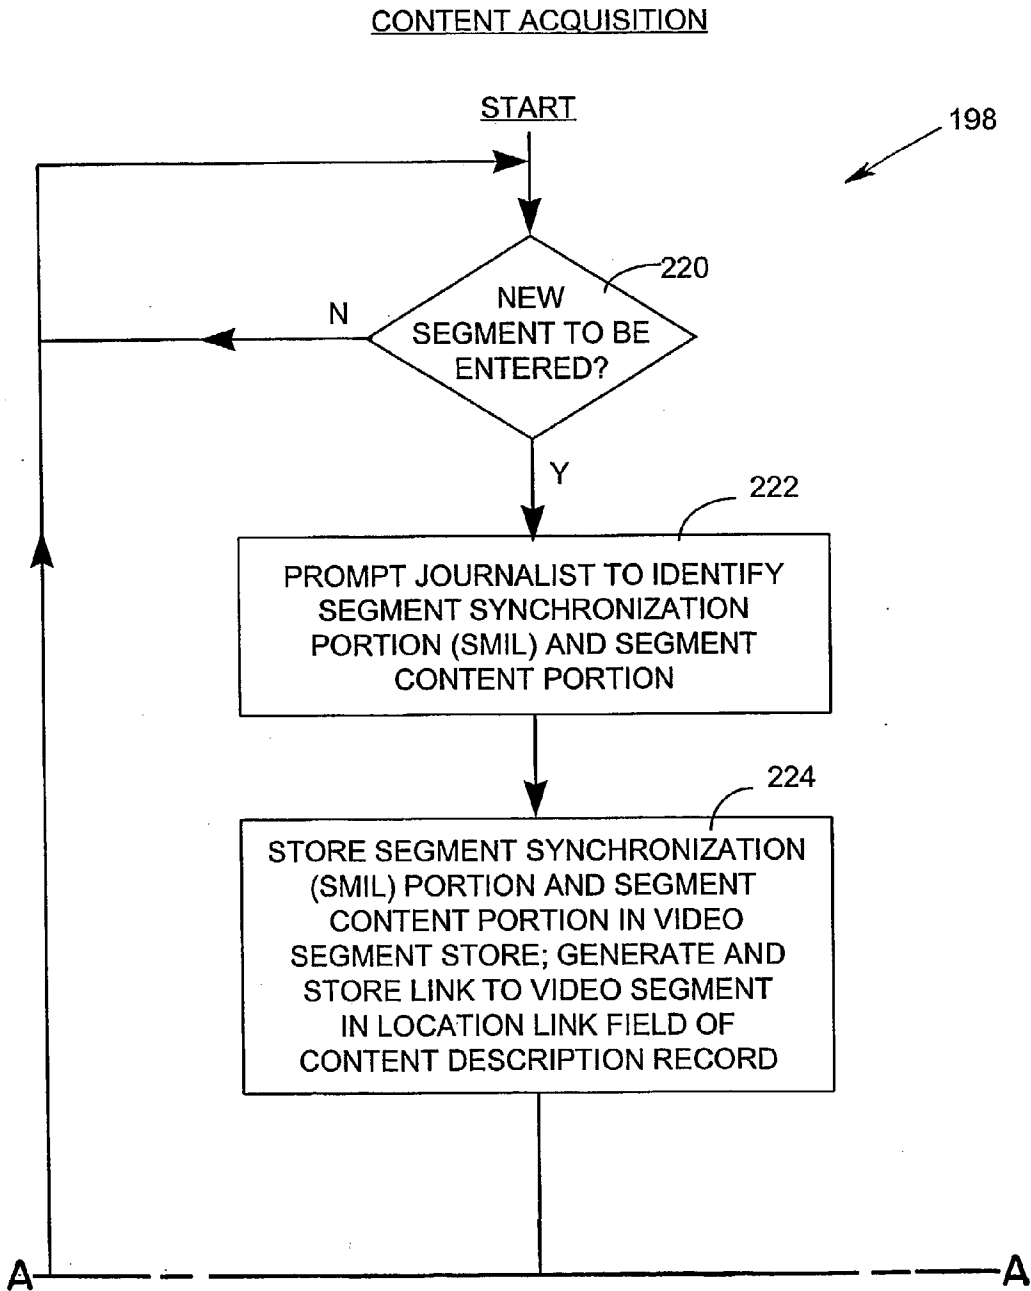 CONTENT ACQUISITION
START
198
220
NEW
SEGMENT TO BE
ENTERED?
N
Y
222
PROMPT JOURNALIST TO IDENTIFY
SEGMENT SYNCHRONIZATION
PORTION (SMIL) AND SEGMENT
CONTENT PORTION
224
STORE SEGMENT SYNCHRONIZATION
(SMIL) PORTION AND SEGMENT
CONTENT PORTION IN VIDEO
SEGMENT STORE; GENERATE AND
STORE LINK TO VIDEO SEGMENT
IN LOCATION LINK FIELD OF
CONTENT DESCRIPTION RECORD
A A